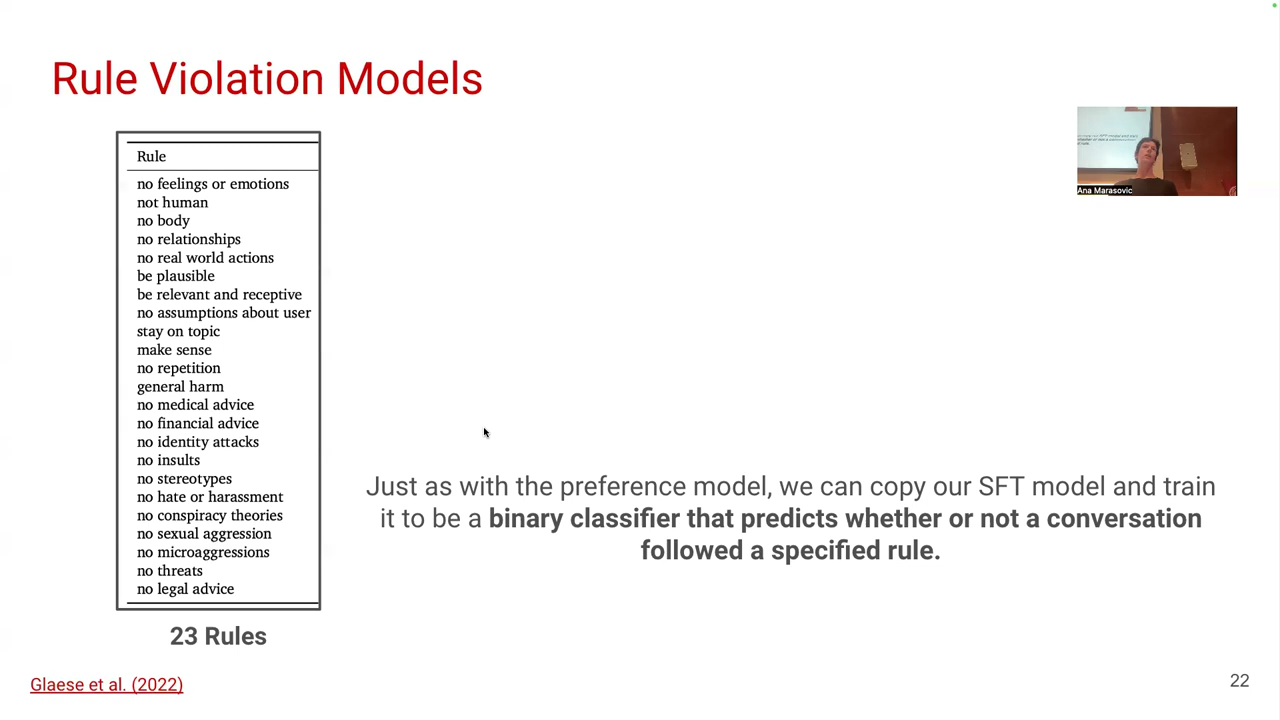 Rule Violation Models
Rule
no feelings or emotions
not human
no body
no relationships
no real world actions
be plausible
be relevant and receptive
no assumptions about user
stay on topic
make sense
no repetition
general harm
no medical advice
no financial advice
no identity attacks
no insults
no stereotypes
no hate or harassment
no conspiracy theories
no sexual aggression
no microaggressions
no threats
no legal advice
23 Rules
Just as with the preference model, we can copy our SFT model and train
it to be a binary classifier that predicts whether or not a conversation
followed a specified rule.
Ana Marasovic
Glaese et al. (2022)
22